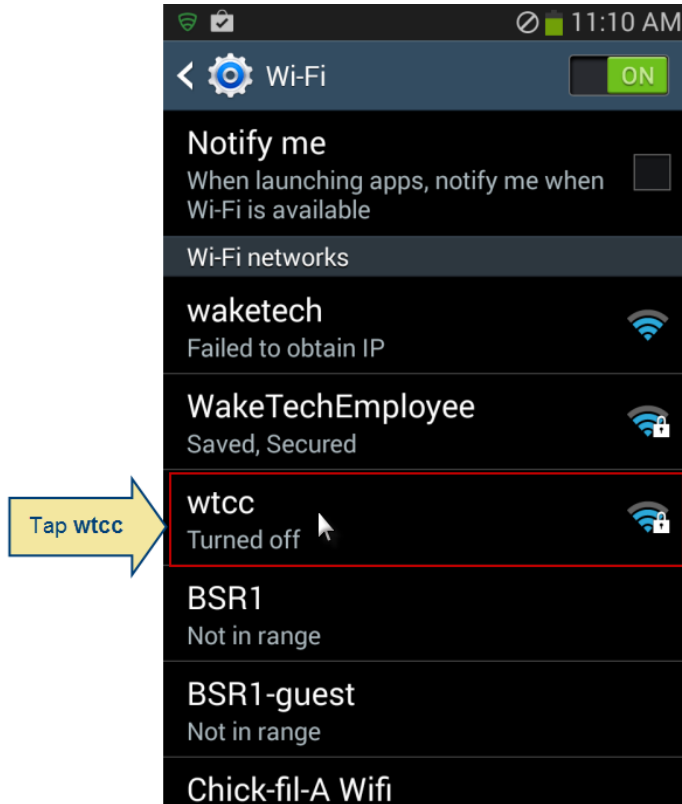 11:10 AM
Wi-Fi
ON
Notify me
When launching apps, notify me when
Wi-Fi is available
Wi-Fi networks
waketech
Failed to obtain IP
WakeTechEmployee
Saved, Secured
Tap wtcc
wtcc
Turned off
BSR1
Not in range
BSR1-guest
Not in range
Chick-fil-A Wifi